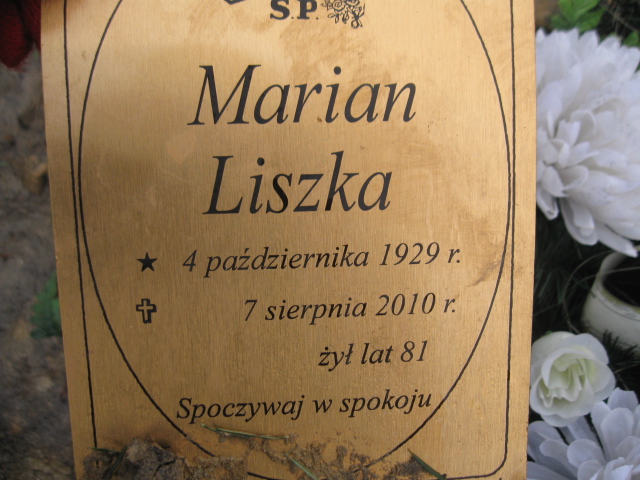 S.P.
Marian
Liszka
4 października 1929 r.
7 sierpnia 2010 r.
żył lat 81
Spoczywaj w spokoju